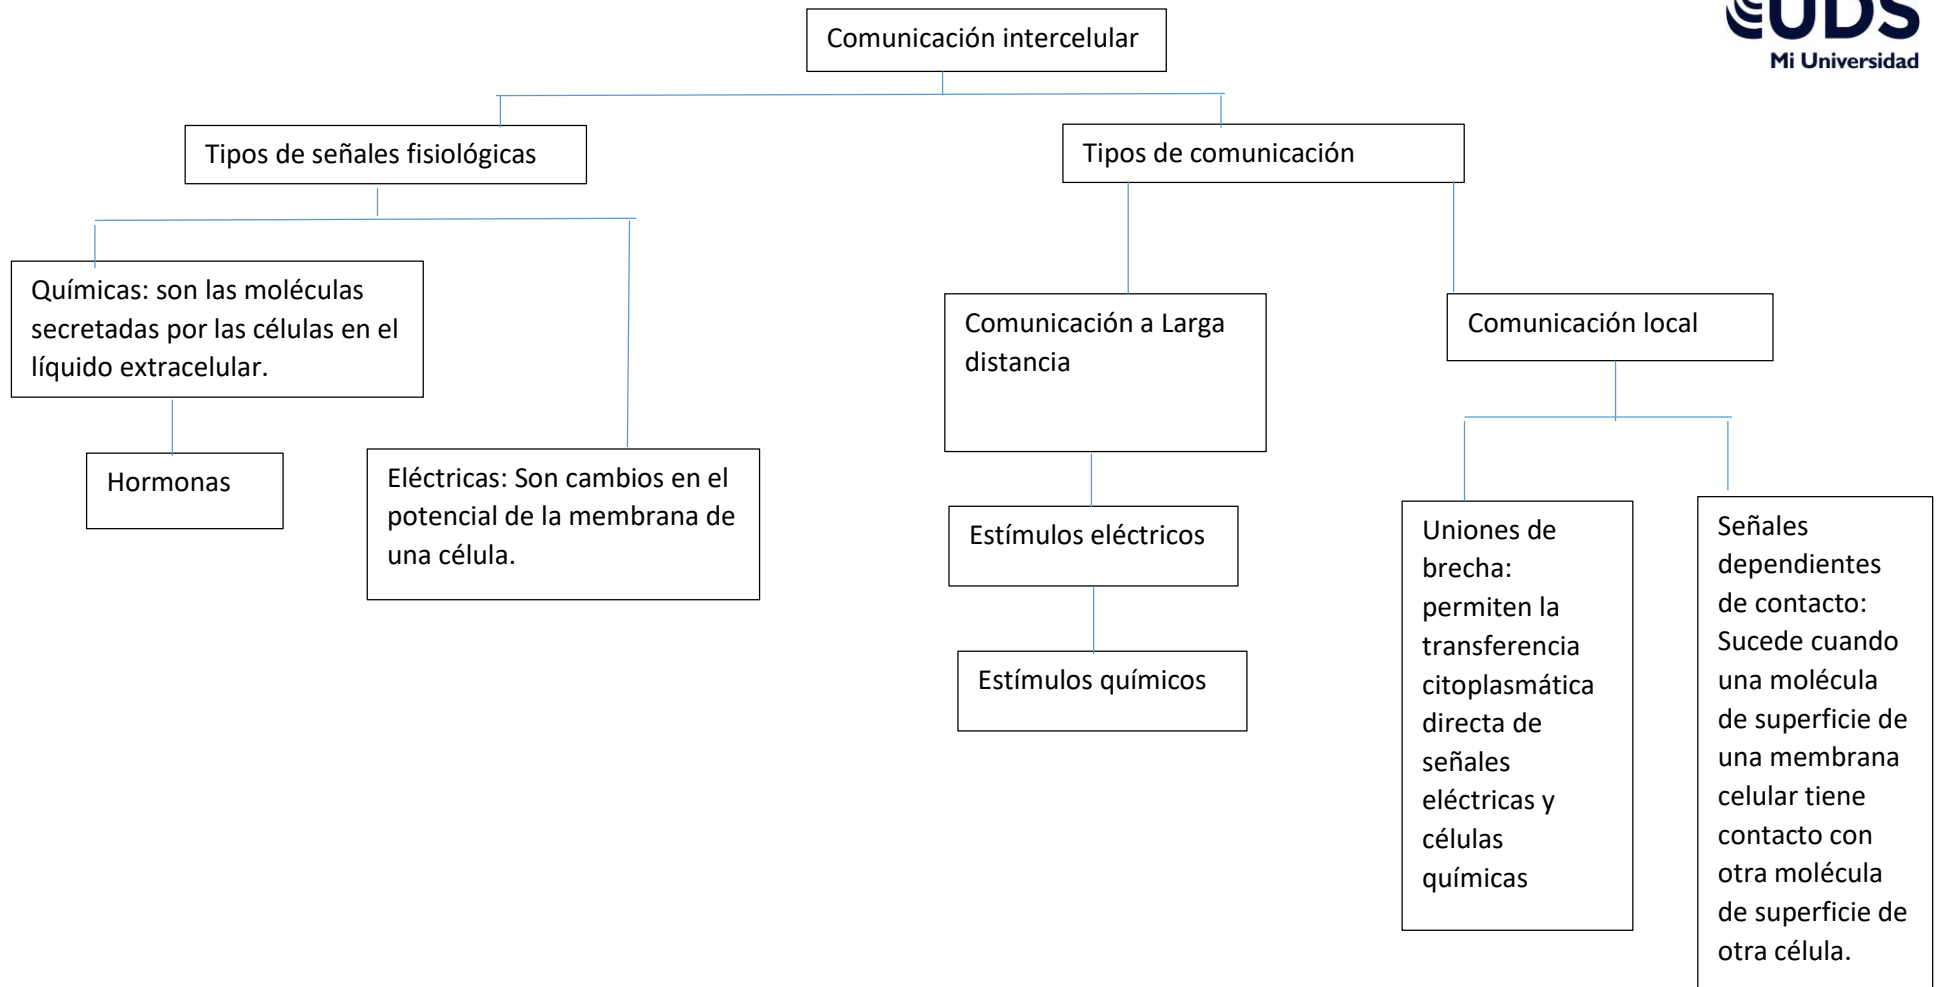 UDS
Mi Universidad
Comunicación intercelular
Tipos de señales fisiológicas
Tipos de comunicación
Químicas: son las moléculas
secretadas por las células en el
líquido extracelular.
Comunicación a Larga
distancia
Comunicación local
Hormonas
Eléctricas: Son cambios en el
potencial de la membrana de
una célula.
Estímulos eléctricos
Estímulos químicos
Uniones de
brecha:
permiten la
transferencia
citoplasmática
directa de
señales
eléctricas y
células
químicas
Señales
dependientes
de contacto:
Sucede cuando
una molécula
de superficie de
una membrana
celular tiene
contacto con
otra molécula
de superficie de
otra célula.